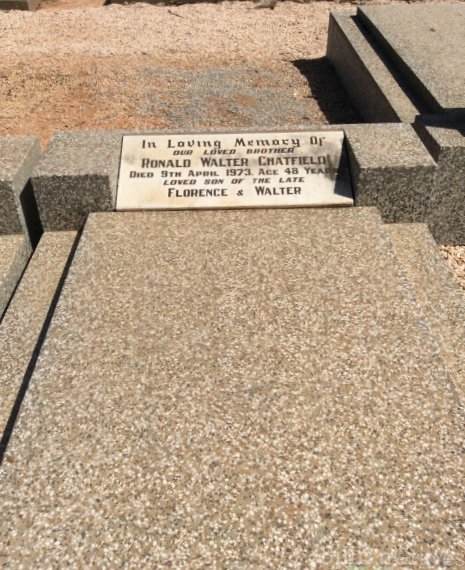 In Loving Memory Of
OUR LOVED BROTHER
RONALD WALTER CHATFIELD
DIED 9TH APRIL 1973. AGE 48 YEARS
LOVED SON OF THE LATE
FLORENCE & WALTER